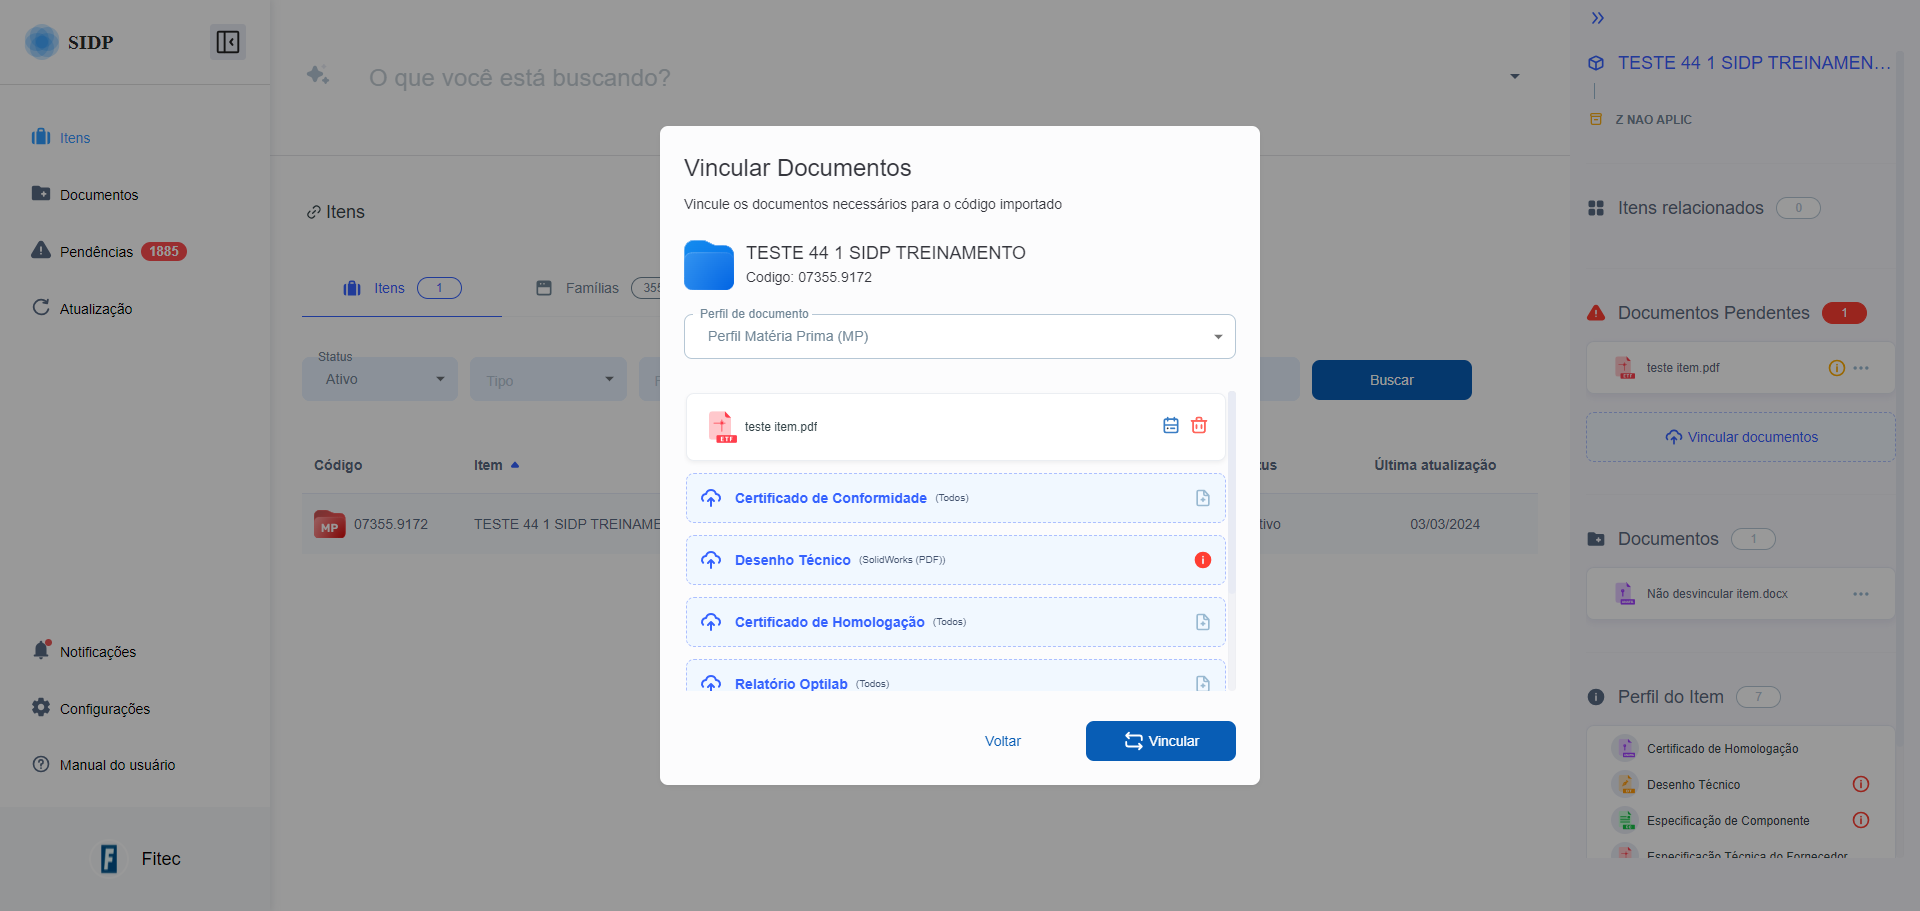 SIDP
Itens
Documentos
Pendências 1885
Atualização
Notificações
Configurações
Manual do usuário
Fitec
O que você está buscando?
Itens
Itens 1
Famílias
Status
Ativo
Tipo
Buscar
Código
Item
Última atualização
MP 07355.9172
TESTE 44 1 SIDP
03/03/2024
Vincular Documentos
Vincule os documentos necessários para o código importado
TESTE 44 1 SIDP TREINAMENTO
Codigo: 07355.9172
Perfil de documento
Perfil Matéria Prima (MP)
ETF
teste item.pdf
Certificado de Conformidade (Todos)
Desenho Técnico (SolidWorks (PDF))
Certificado de Homologação (Todos)
Relatório Optilab (Todos)
Voltar
Vincular
TESTE 44 1 SIDP TREINAMEN...
Z NAO APLIC
Itens relacionados 0
Documentos Pendentes 1
ETF
teste item.pdf
Vincular documentos
Documentos 1
Não desvincular item.docx
Perfil do Item 7
Certificado de Homologação
Desenho Técnico
Especificação de Componente
Especificação Técnica do Fornecedor